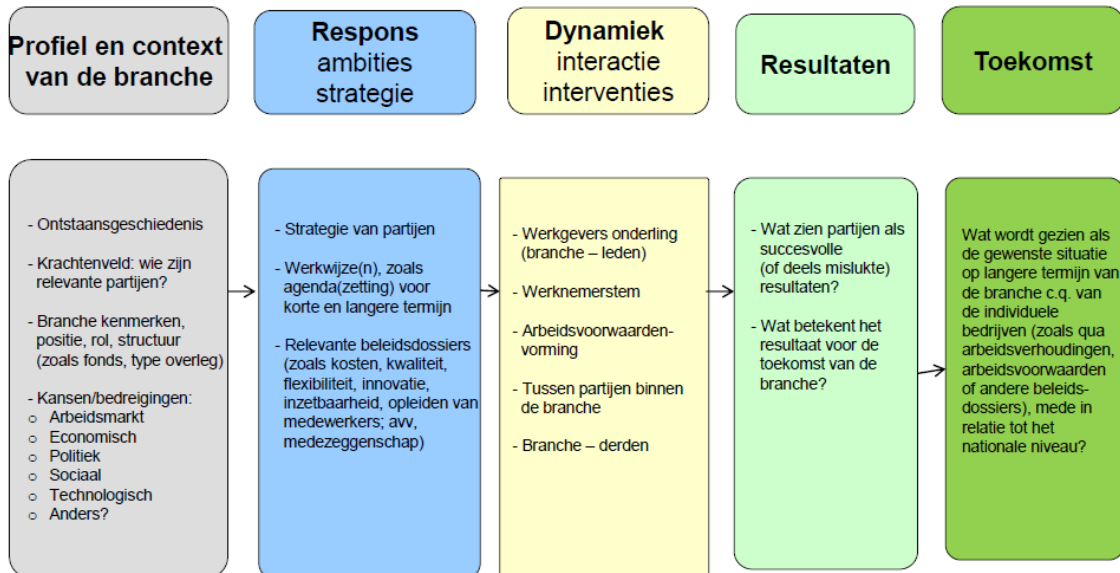 Profiel en context
van de branche
Respons
ambities
strategie
Dynamiek
interactie
interventies
Resultaten
Toekomst
- Ontstaansgeschiedenis
- Krachtenveld: wie zijn
relevante partijen?
- Branche kenmerken,
positie, rol, structuur
(zoals fonds, type overleg)
- Kansen/bedreigingen:
o Arbeidsmarkt
o Economisch
o Politiek
o Sociaal
o Technologisch
o Anders?
- Strategie van partijen
- Werkwijze(n), zoals
agenda(zetting) voor
korte en langere termijn
- Relevante beleidsdossiers
(zoals kosten, kwaliteit,
flexibiliteit, innovatie,
inzetbaarheid, opleiden van
medewerkers; avv,
medezeggenschap)
- Werkgevers onderling
(branche – leden)
- Werknemerstem
- Arbeidsvoorwaarden-
vorming
- Tussen partijen binnen
de branche
- Branche – derden
- Wat zien partijen als
succesvolle
(of deels mislukte)
resultaten?
- Wat betekent het
resultaat voor de
toekomst van de
branche?
Wat wordt gezien als
de gewenste situatie
op langere termijn van
de branche c.q. van
de individuele
bedrijven (zoals qua
arbeidsverhoudingen,
arbeidsvoorwaarden
of andere beleids-
dossiers), mede in
relatie tot het
nationale niveau?